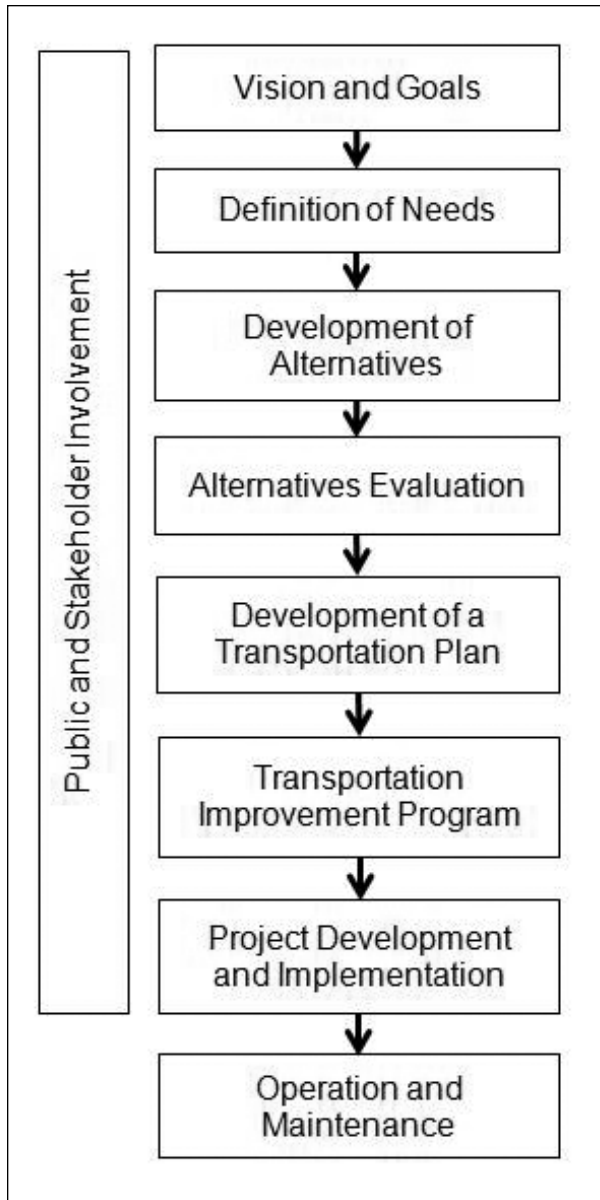 Public and Stakeholder Involvement
Vision and Goals
Definition of Needs
Development of
Alternatives
Alternatives Evaluation
Development of a
Transportation Plan
Transportation
Improvement Program
Project Development
and Implementation
Operation and
Maintenance